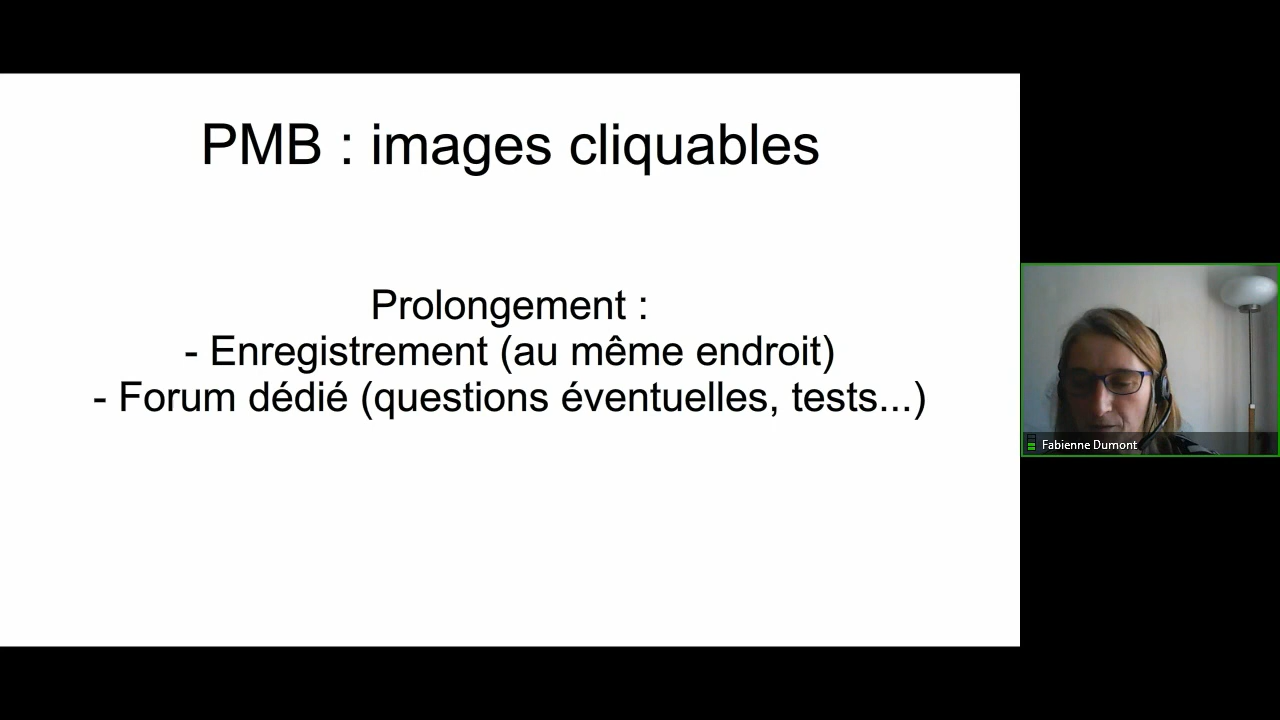 PMB : images cliquables
Prolongement :
- Enregistrement (au même endroit)
- Forum dédié (questions éventuelles, tests...)
Fabienne Dumont